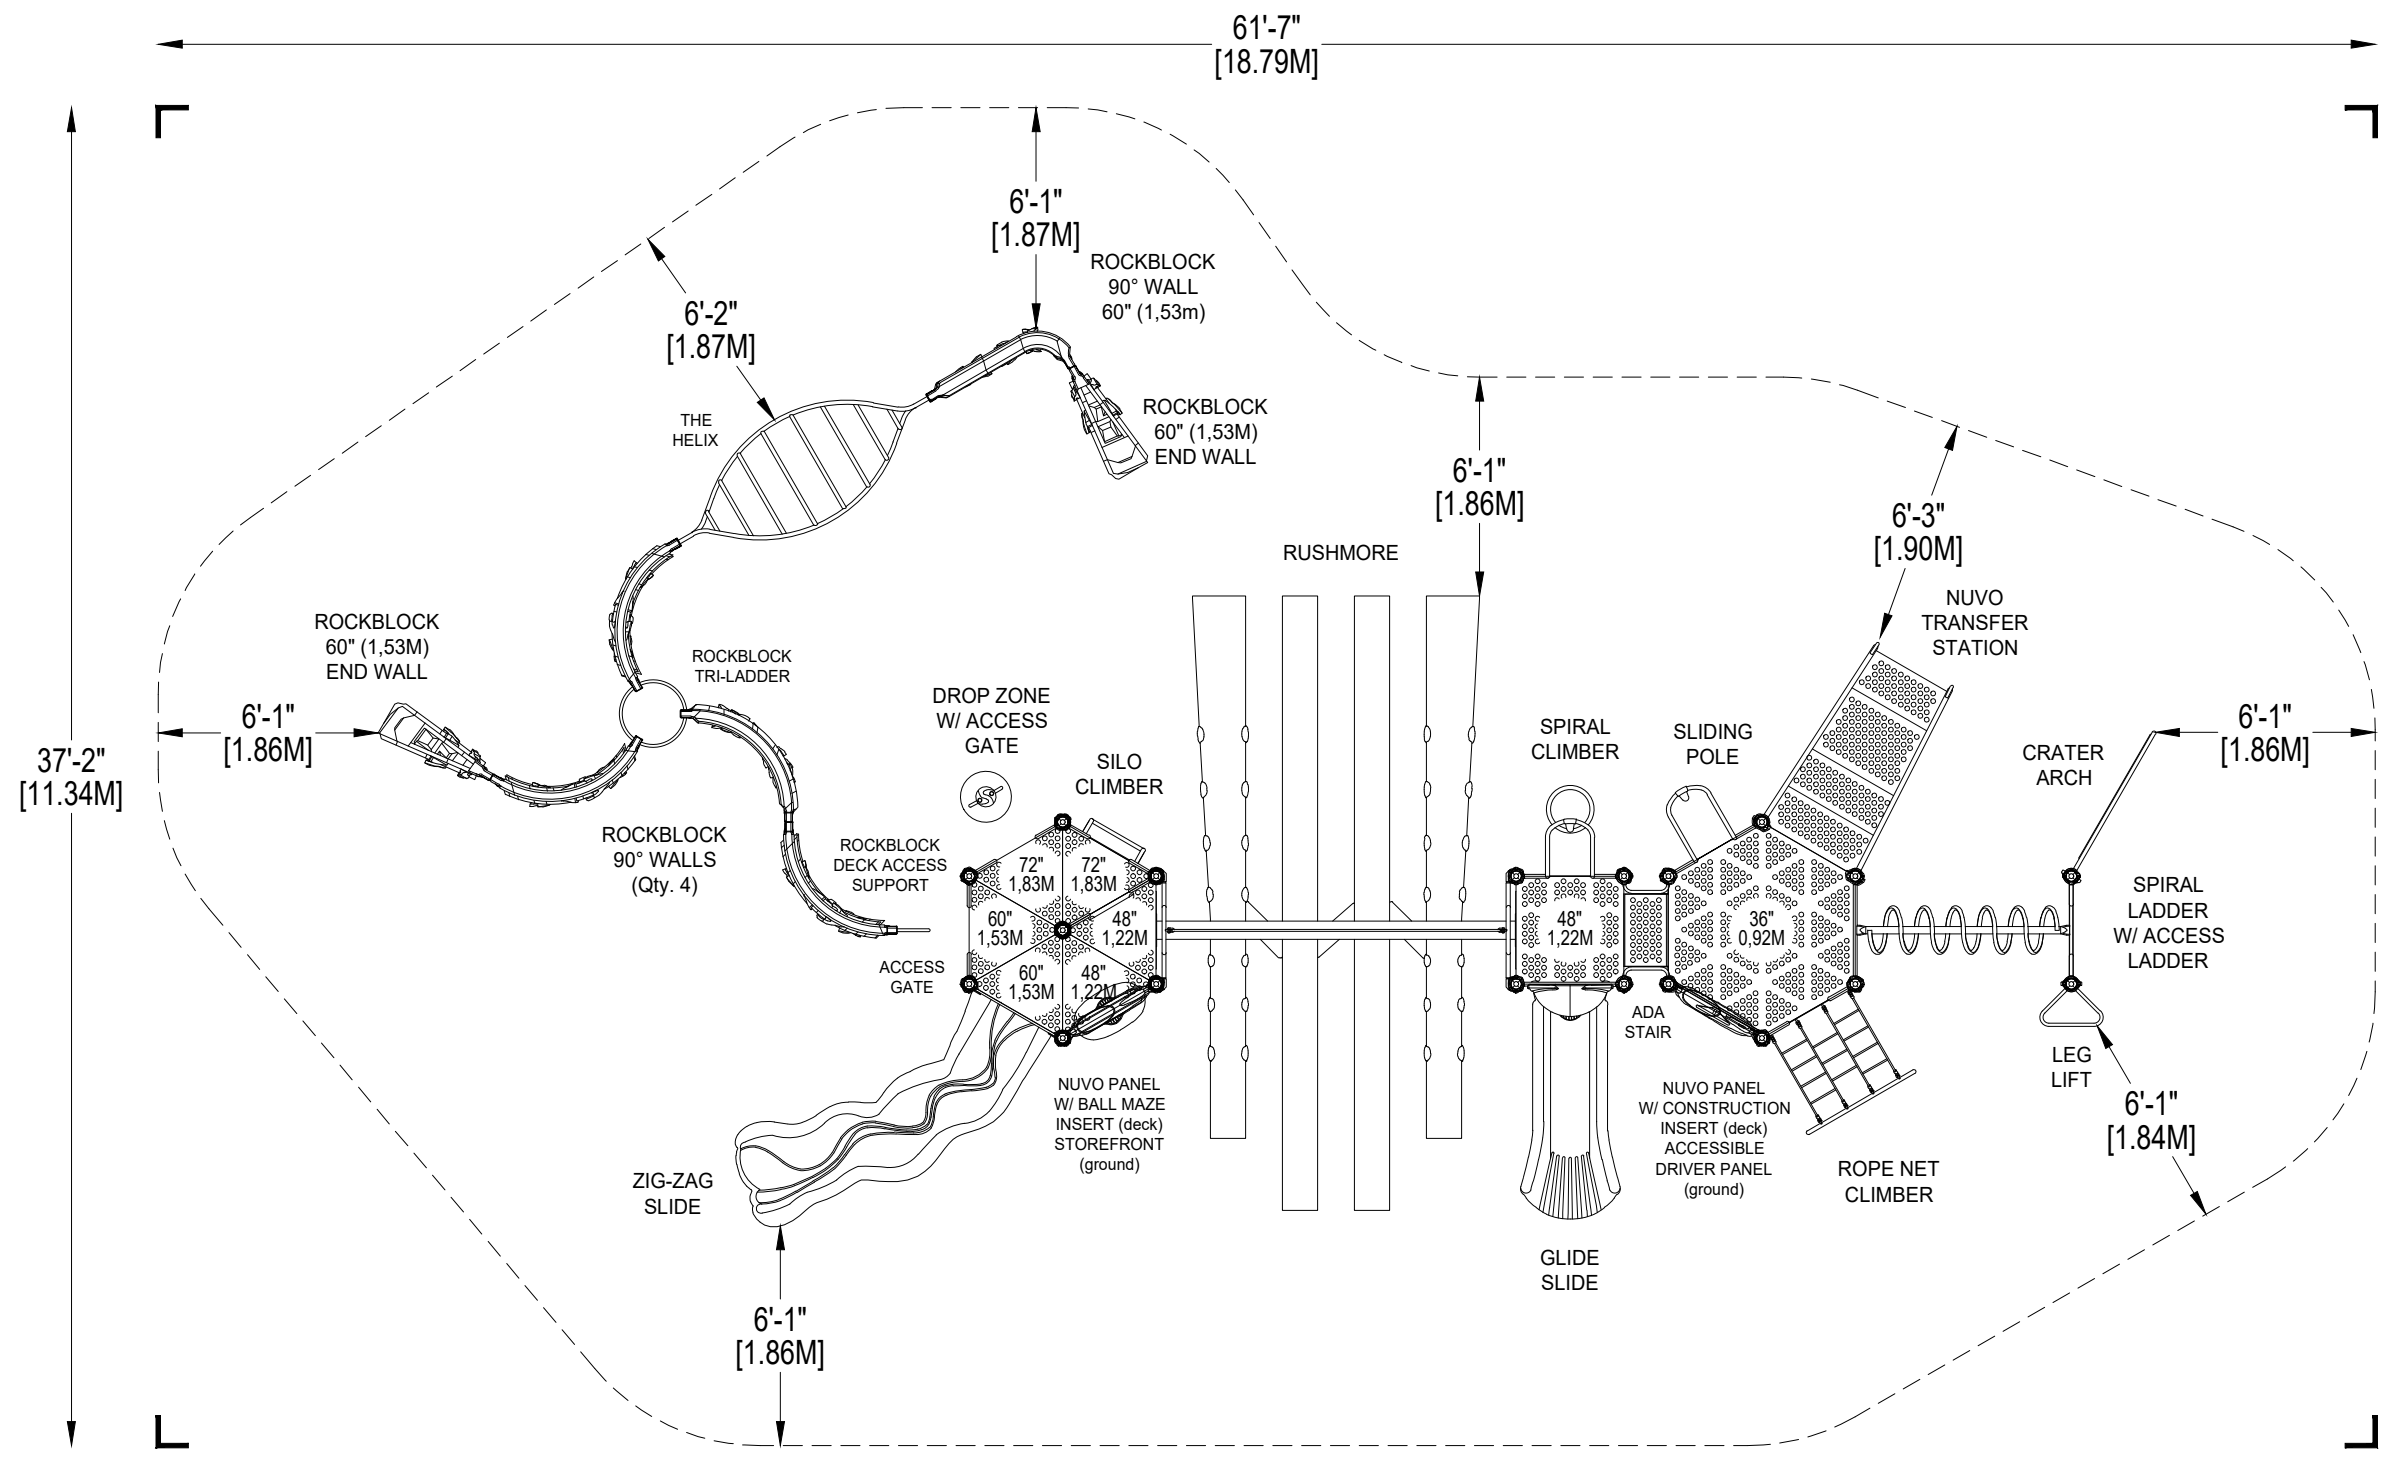 61'-7"
[18.79M]
6'-1"
[1.87M]
ROCKBLOCK
90° WALL
60" (1,53m)
6'-2"
[1.87M]
THE
HELIX
ROCKBLOCK
60" (1,53M)
END WALL
6'-1"
[1.86M]
6'-3"
[1.90M]
RUSHMORE
NUVO
TRANSFER
STATION
ROCKBLOCK
60" (1,53M)
END WALL
ROCKBLOCK
TRI-LADDER
6'-1"
[1.86M]
37'-2"
[11.34M]
DROP ZONE
W/ ACCESS
GATE
SILO
CLIMBER
SPIRAL
CLIMBER
SLIDING
POLE
CRATER
ARCH
6'-1"
[1.86M]
ROCKBLOCK
90° WALLS
(Qty. 4)
ROCKBLOCK
DECK ACCESS
SUPPORT
72"
1,83M
72"
1,83M
60"
1,53M
48"
1,22M
60"
1,53M
48"
1,22M
48"
1,22M
36"
0,92M
SPIRAL
LADDER
W/ ACCESS
LADDER
ACCESS
GATE
ADA
STAIR
LEG
LIFT
NUVO PANEL
W/ BALL MAZE
INSERT (deck)
STOREFRONT
(ground)
NUVO PANEL
W/ CONSTRUCTION
INSERT (deck)
ACCESSIBLE
DRIVER PANEL
(ground)
6'-1"
[1.84M]
ZIG-ZAG
SLIDE
ROPE NET
CLIMBER
GLIDE
SLIDE
6'-1"
[1.86M]